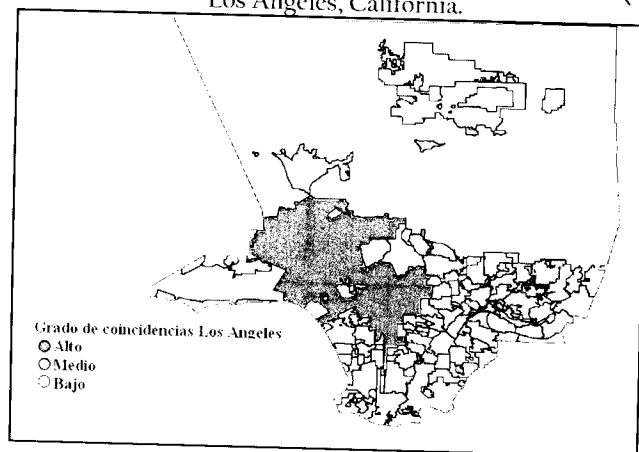 Los Angeles, California.
Grado de coincidencias Los Angeles
Alto
Medio
Bajo